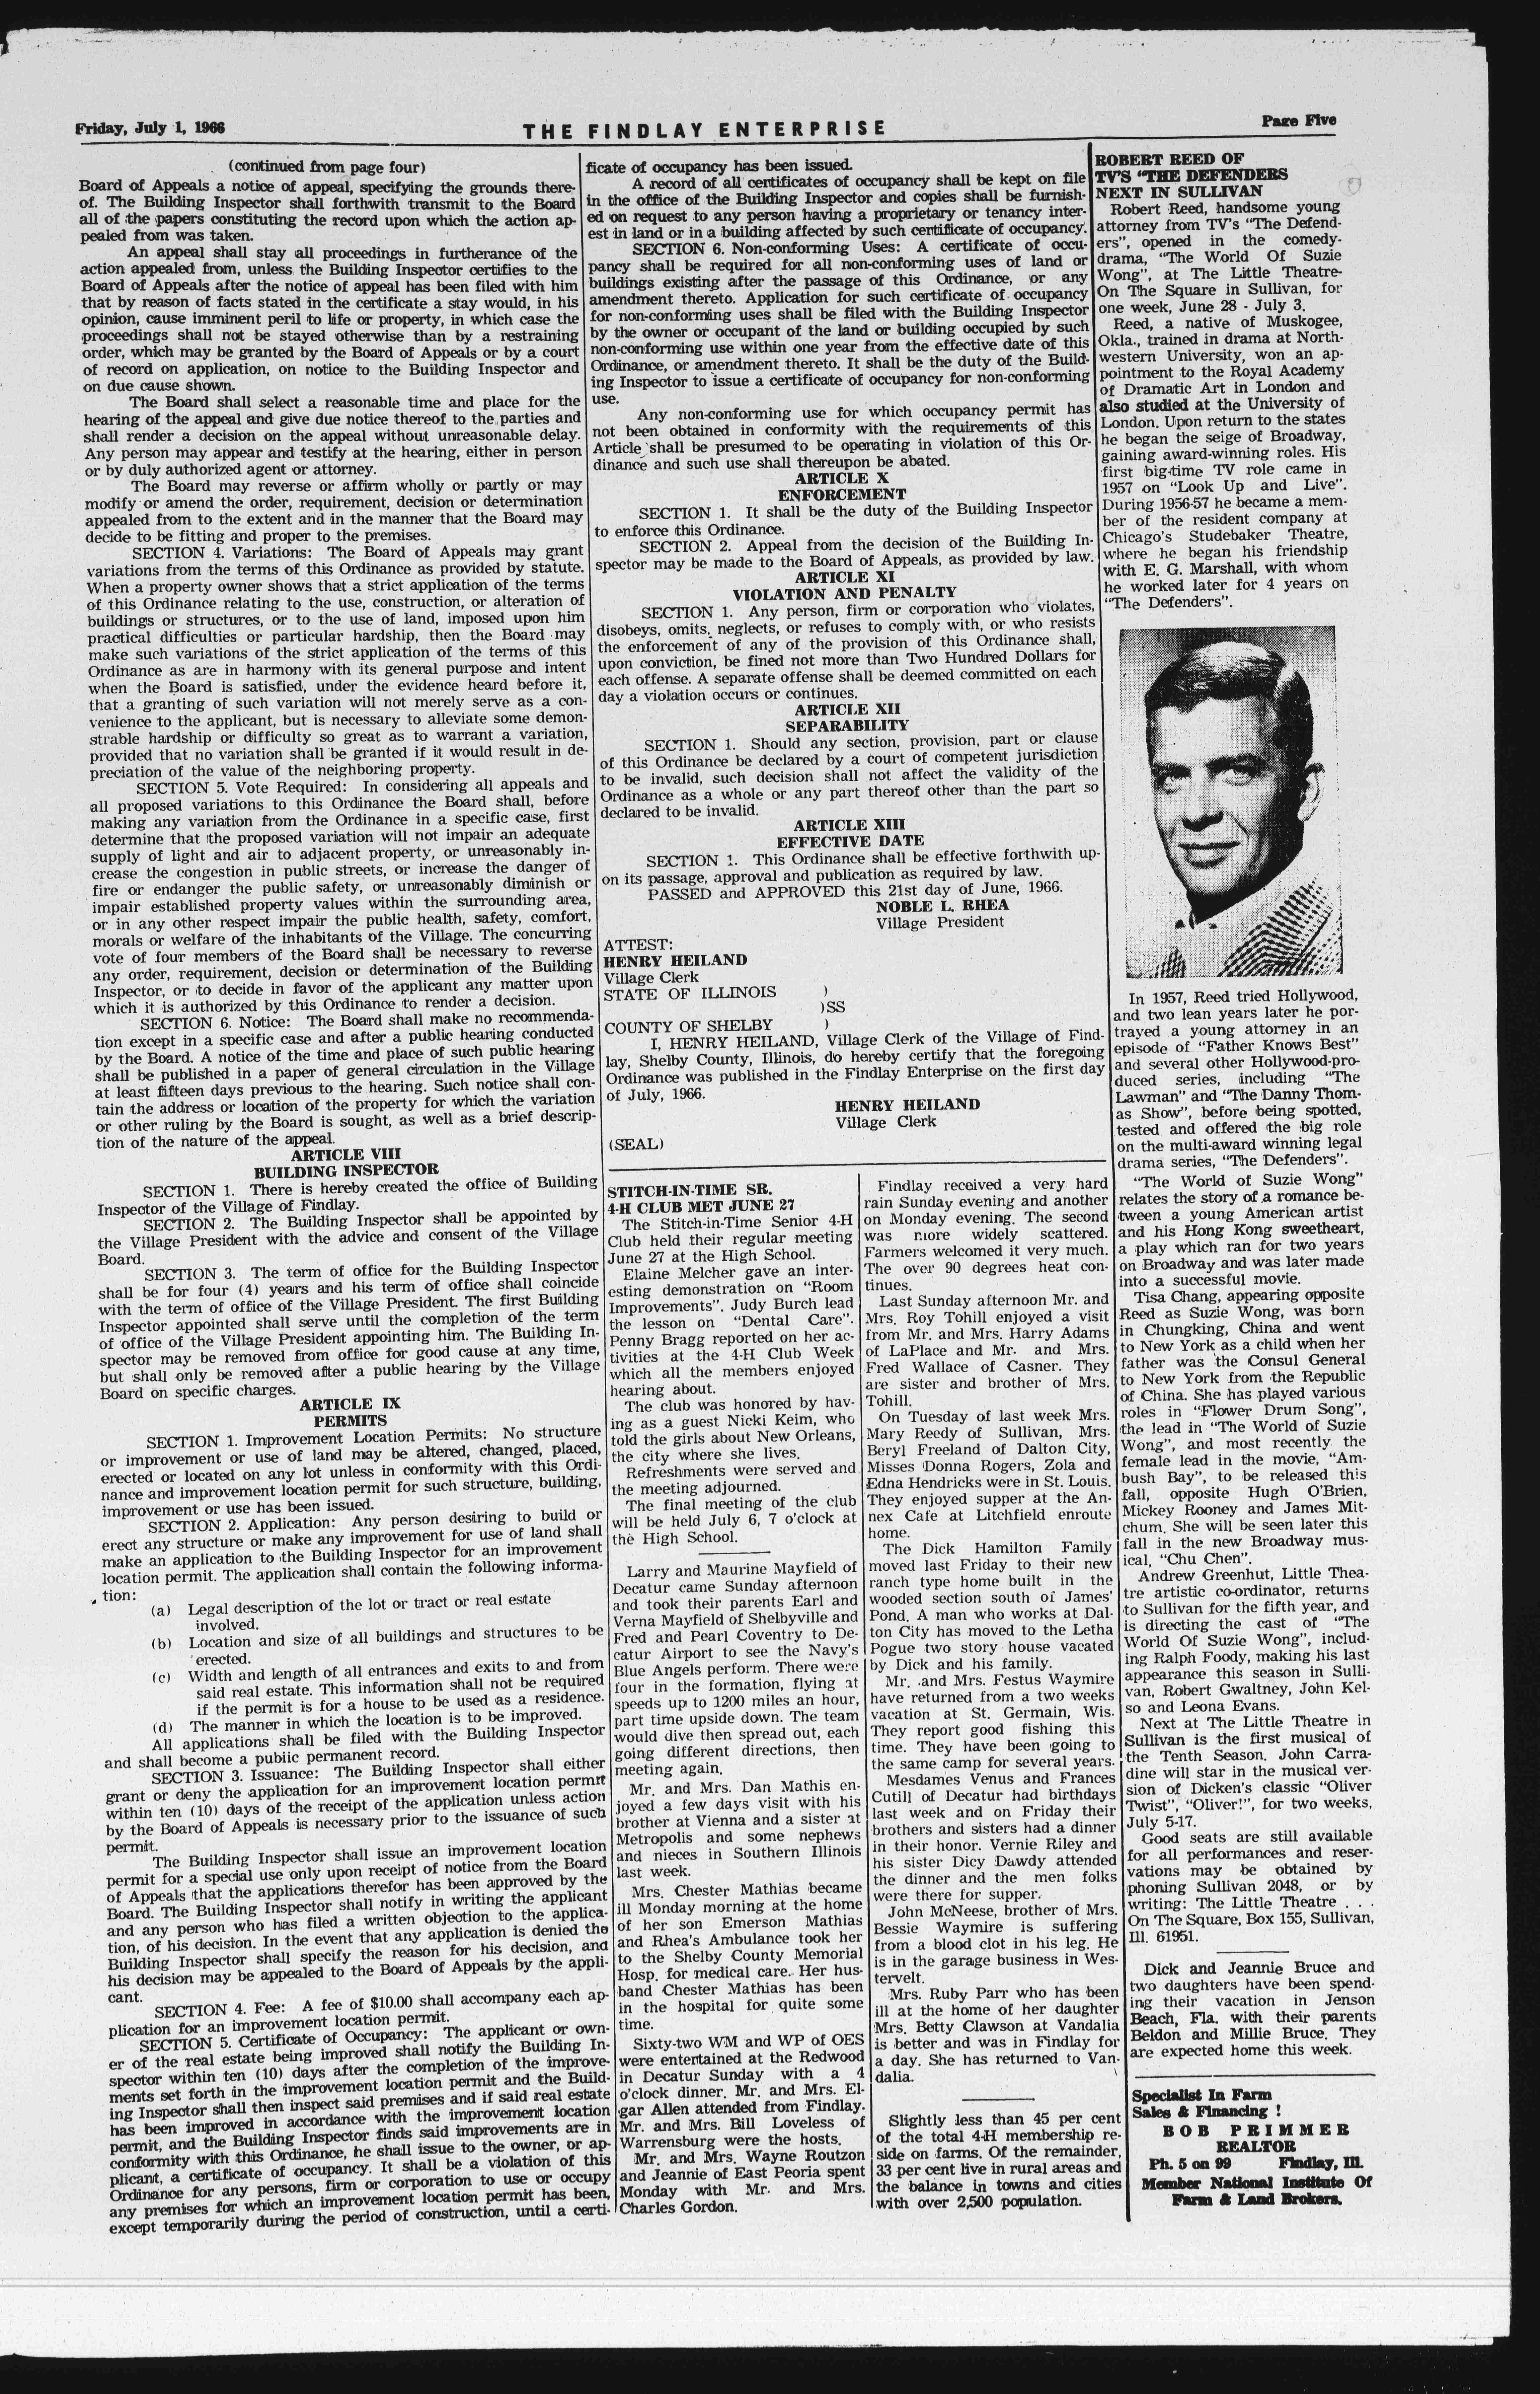 Friday, July 1, 1966
THE FINDLAY ENTERPRISE
Page Five
(continued from page four)
Board of Appeals a notice of appeal, specifying the grounds there-
of. The Building Inspector shall forthwith transmit to the Board
all of the papers constituting the record upon which the action ap-
pealed from was taken.
An appeal shall stay all proceedings in furtherance of the
action appealed from, unless the Building Inspector certifies to the
Board of Appeals after the notice of appeal has been filed with him
that by reason of facts stated in the certificate a stay would, in his
opinion, cause imminent peril to life or property, in which case the
proceedings shall not be stayed otherwise than by a restraining
order, which may be granted by the Board of Appeals or by a court
of record on application, on notice to the Building Inspector and
on due cause shown.
The Board shall select a reasonable time and place for the
hearing of the appeal and give due notice thereof to the parties and
shall render a decision on the appeal without unreasonable delay.
Any person may appear and testify at the hearing, either in person
or by duly authorized agent or attorney.
The Board may reverse or affirm wholly or partly or may
modify or amend the order, requirement, decision or determination
appealed from to the extent and in the manner that the Board may
decide to be fitting and proper to the premises.
SECTION 4. Variations: The Board of Appeals may grant
variations from the terms of this Ordinance as provided by statute.
When a property owner shows that a strict application of the terms
of this Ordinance relating to the use, construction, or alteration of
buildings or structures, or to the use of land, imposed upon him
practical difficulties or particular hardship, then the Board may
make such variations of the strict application of the terms of this
Ordinance as are in harmony with its general purpose and intent
when the Board is satisfied, under the evidence heard before it,
that a granting of such variation will not merely serve as a con-
venience to the applicant, but is necessary to alleviate some demon-
strable hardship or difficulty so great as to warrant a variation,
provided that no variation shall be granted if it would result in de-
preciation of the value of the neighboring property.
SECTION 5. Vote Required: In considering all appeals and
all proposed variations to this Ordinance the Board shall, before
making any variation from the Ordinance in a specific case, first
determine that the proposed variation will not impair an adequate
supply of light and air to adjacent property, or unreasonably in-
crease the congestion in public streets, or increase the danger of
fire or endanger the public safety, or unreasonably diminish or
impair established property values within the surrounding area,
or in any other respect impair the public health, safety, comfort,
morals or welfare of the inhabitants of the Village. The concurring
vote of four members of the Board shall be necessary to reverse
any order, requirement, decision or determination of the Building
Inspector, or to decide in favor of the applicant any matter upon
which it is authorized by this Ordinance to render a decision.
SECTION 6. Notice: The Board shall make no recommenda-
tion except in a specific case and after a public hearing conducted
by the Board. A notice of the time and place of such public hearing
shall be published in a paper of general circulation in the Village
at least fifteen days previous to the hearing. Such notice shall con-
tain the address or location of the property for which the variation
or other ruling by the Board is sought, as well as a brief descrip-
tion of the nature of the appeal.
ARTICLE VIII
BUILDING INSPECTOR
SECTION 1. There is hereby created the office of Building
Inspector of the Village of Findlay.
SECTION 2. The Building Inspector shall be appointed by
the Village President with the advice and consent of the Village
Board.
SECTION 3. The term of office for the Building Inspector
shall be for four (4) years and his term of office shall coincide
with the term of office of the Village President. The first Building
Inspector appointed shall serve until the completion of the term
of office of the Village President appointing him. The Building In-
spector may be removed from office for good cause at any time,
but shall only be removed after a public hearing by the Village
Board on specific charges.
ARTICLE IX
PERMITS
SECTION 1. Improvement Location Permits: No structure
or improvement or use of land may be altered, changed, placed,
erected or located on any lot unless in conformity with this Ordi-
nance and improvement location permit for such structure, building,
improvement or use has been issued.
SECTION 2. Application: Any person desiring to build or
erect any structure or make any improvement for use of land shall
make an application to the Building Inspector for an improvement
location permit. The application shall contain the following informa-
tion:
(a) Legal description of the lot or tract or real estate
involved.
(b) Location and size of all buildings and structures to be
erected.
(c) Width and length of all entrances and exits to and from
said real estate. This information shall not be required
if the permit is for a house to be used as a residence.
(d) The manner in which the location is to be improved.
All applications shall be filed with the Building Inspector
and shall become a public permanent record.
SECTION 3. Issuance: The Building Inspector shall either
grant or deny the application for an improvement location permit
within ten (10) days of the receipt of the application unless action
by the Board of Appeals is necessary prior to the issuance of such
permit.
The Building Inspector shall issue an improvement location
permit for a special use only upon receipt of notice from the Board
of Appeals that the applications therefor has been approved by the
Board. The Building Inspector shall notify in writing the applicant
and any person who has filed a written objection to the applica-
tion, of his decision. In the event that any application is denied the
Building Inspector shall specify the reason for his decision, and
his decision may be appealed to the Board of Appeals by the appli-
cant.
SECTION 4. Fee: A fee of $10.00 shall accompany each ap-
plication for an improvement location permit.
SECTION 5. Certificate of Occupancy: The applicant or own-
er of the real estate being improved shall notify the Building In-
spector within ten (10) days after the completion of the improve-
ments set forth in the improvement location permit and the Build-
ing Inspector shall then inspect said premises and if said real estate
has been improved in accordance with the improvement location
permit, and the Building Inspector finds said improvements are in
conformity with this Ordinance, he shall issue to the owner, or ap-
plicant, a certificate of occupancy. It shall be a violation of this
Ordinance for any persons, firm or corporation to use or occupy
any premises for which an improvement location permit has been,
except temporarily during the period of construction, until a certi-
ficate of occupancy has been issued.
A record of all certificates of occupancy shall be kept on file
in the office of the Building Inspector and copies shall be furnish-
ed on request to any person having a proprietary or tenancy inter-
est in land or in a building affected by such certificate of occupancy.
SECTION 6. Non-conforming Uses: A certificate of occu-
pancy shall be required for all non-conforming uses of land or
buildings existing after the passage of this Ordinance, or any
amendment thereto. Application for such certificate of occupancy
for non-conforming uses shall be filed with the Building Inspector
by the owner or occupant of the land or building occupied by such
non-conforming use within one year from the effective date of this
Ordinance, or amendment thereto. It shall be the duty of the Build-
ing Inspector to issue a certificate of occupancy for non-conforming
use.
Any non-conforming use for which occupancy permit has
not been obtained in conformity with the requirements of this
Article shall be presumed to be operating in violation of this Or-
dinance and such use shall thereupon be abated.
ARTICLE X
ENFORCEMENT
SECTION 1. It shall be the duty of the Building Inspector
to enforce this Ordinance.
SECTION 2. Appeal from the decision of the Building In-
spector may be made to the Board of Appeals, as provided by law.
ARTICLE XI
VIOLATION AND PENALTY
SECTION 1. Any person, firm or corporation who violates,
disobeys, omits, neglects, or refuses to comply with, or who resists
the enforcement of any of the provision of this Ordinance shall,
upon conviction, be fined not more than Two Hundred Dollars for
each offense. A separate offense shall be deemed committed on each
day a violation occurs or continues.
ARTICLE XII
SEPARABILITY
SECTION 1. Should any section, provision, part or clause
of this Ordinance be declared by a court of competent jurisdiction
to be invalid, such decision shall not affect the validity of the
Ordinance as a whole or any part thereof other than the part so
declared to be invalid.
ARTICLE XIII
EFFECTIVE DATE
SECTION 1. This Ordinance shall be effective forthwith up-
on its passage, approval and publication as required by law.
PASSED and APPROVED this 21st day of June, 1966.
NOBLE L. RHEA
Village President
ATTEST:
HENRY HEILAND
Village Clerk
STATE OF ILLINOIS )
)SS
COUNTY OF SHELBY )
I, HENRY HEILAND, Village Clerk of the Village of Find-
lay, Shelby County, Illinois, do hereby certify that the foregoing
Ordinance was published in the Findlay Enterprise on the first day
of July, 1966.
HENRY HEILAND
Village Clerk
(SEAL)
STITCH-IN-TIME SR.
4-H CLUB MET JUNE 27
The Stitch-in-Time Senior 4-H
Club held their regular meeting
June 27 at the High School.
Elaine Melcher gave an inter-
esting demonstration on "Room
Improvements". Judy Burch lead
the lesson on "Dental Care".
Penny Bragg reported on her ac-
tivities at the 4-H Club Week
which all the members enjoyed
hearing about.
The club was honored by hav-
ing as a guest Nicki Keim, who
told the girls about New Orleans,
the city where she lives.
Refreshments were served and
the meeting adjourned.
The final meeting of the club
will be held July 6, 7 o'clock at
the High School.
Larry and Maurine Mayfield of
Decatur came Sunday afternoon
and took their parents Earl and
Verna Mayfield of Shelbyville and
Fred and Pearl Coventry to De-
catur Airport to see the Navy's
Blue Angels perform. There were
four in the formation, flying at
speeds up to 1200 miles an hour,
part time upside down. The team
would dive then spread out, each
going different directions, then
meeting again.
Mr. and Mrs. Dan Mathis en-
joyed a few days visit with his
brother at Vienna and a sister at
Metropolis and some nephews
and nieces in Southern Illinois
last week.
Mrs. Chester Mathias became
ill Monday morning at the home
of her son Emerson Mathias
and Rhea's Ambulance took her
to the Shelby County Memorial
Hosp. for medical care. Her hus-
band Chester Mathias has been
in the hospital for quite some
time.
Sixty-two WM and WP of OES
were entertained at the Redwood
in Decatur Sunday with a 4
o'clock dinner. Mr. and Mrs. El-
gar Allen attended from Findlay.
Mr. and Mrs. Bill Loveless of
Warrensburg were the hosts.
Mr. and Mrs. Wayne Routzon
and Jeannie of East Peoria spent
Monday with Mr. and Mrs.
Charles Gordon.
Findlay received a very hard
rain Sunday evening and another
on Monday evening. The second
was more widely scattered.
Farmers welcomed it very much.
The over 90 degrees heat con-
tinues.
Last Sunday afternoon Mr. and
Mrs. Roy Tohill enjoyed a visit
from Mr. and Mrs. Harry Adams
of LaPlace and Mr. and Mrs.
Fred Wallace of Casner. They
are sister and brother of Mrs.
Tohill.
On Tuesday of last week Mrs.
Mary Reedy of Sullivan, Mrs.
Beryl Freeland of Dalton City,
Misses Donna Rogers, Zola and
Edna Hendricks were in St. Louis.
They enjoyed supper at the An-
nex Cafe at Litchfield enroute
home.
The Dick Hamilton Family
moved last Friday to their new
ranch type home built in the
wooded section south of James'
Pond. A man who works at Dal-
ton City has moved to the Letha
Pogue two story house vacated
by Dick and his family.
Mr. and Mrs. Festus Waymire
have returned from a two weeks
vacation at St. Germain, Wis.
They report good fishing this
time. They have been going to
the same camp for several years.
Mesdames Venus and Frances
Cutill of Decatur had birthdays
last week and on Friday their
brothers and sisters had a dinner
in their honor. Vernie Riley and
his sister Dicy Dawdy attended
the dinner and the men folks
were there for supper.
John McNeese, brother of Mrs.
Bessie Waymire is suffering
from a blood clot in his leg. He
is in the garage business in Wes-
tervelt.
Mrs. Ruby Parr who has been
ill at the home of her daughter
Mrs. Betty Clawson at Vandalia
is better and was in Findlay for
a day. She has returned to Van-
dalia.
Slightly less than 45 per cent
of the total 4-H membership re-
side on farms. Of the remainder,
33 per cent live in rural areas and
the balance in towns and cities
with over 2,500 population.
ROBERT REED OF
TV'S "THE DEFENDERS
NEXT IN SULLIVAN
Robert Reed, handsome young
attorney from TV's "The Defend-
ers", opened in the comedy-
drama, "The World Of Suzie
Wong", at The Little Theatre-
On The Square in Sullivan, for
one week, June 28 - July 3.
Reed, a native of Muskogee,
Okla., trained in drama at North-
western University, won an ap-
pointment to the Royal Academy
of Dramatic Art in London and
also studied at the University of
London. Upon return to the states
he began the seige of Broadway,
gaining award-winning roles. His
first big-time TV role came in
1957 on "Look Up and Live".
During 1956-57 he became a mem-
ber of the resident company at
Chicago's Studebaker Theatre,
where he began his friendship
with E. G. Marshall, with whom
he worked later for 4 years on
"The Defenders".
In 1957, Reed tried Hollywood,
and two lean years later he por-
trayed a young attorney in an
episode of "Father Knows Best"
and several other Hollywood-pro-
duced series, including "The
Lawman" and "The Danny Thom-
as Show", before being spotted,
tested and offered the big role
on the multi-award winning legal
drama series, "The Defenders".
"The World of Suzie Wong"
relates the story of a romance be-
tween a young American artist
and his Hong Kong sweetheart,
a play which ran for two years
on Broadway and was later made
into a successful movie.
Tisa Chang, appearing opposite
Reed as Suzie Wong, was born
in Chungking, China and went
to New York as a child when her
father was the Consul General
to New York from the Republic
of China. She has played various
roles in "Flower Drum Song",
the lead in "The World of Suzie
Wong", and most recently the
female lead in the movie, "Am-
bush Bay", to be released this
fall, opposite Hugh O'Brien,
Mickey Rooney and James Mit-
chum. She will be seen later this
fall in the new Broadway mus-
ical, "Chu Chen".
Andrew Greenhut, Little Thea-
tre artistic co-ordinator, returns
to Sullivan for the fifth year, and
is directing the cast of "The
World Of Suzie Wong", includ-
ing Ralph Foody, making his last
appearance this season in Sulli-
van, Robert Gwaltney, John Kel-
so and Leona Evans.
Next at The Little Theatre in
Sullivan is the first musical of
the Tenth Season. John Carra-
dine will star in the musical ver-
sion of Dicken's classic "Oliver
Twist", "Oliver!", for two weeks,
July 5-17.
Good seats are still available
for all performances and reser-
vations may be obtained by
phoning Sullivan 2048, or by
writing: The Little Theatre . . .
On The Square, Box 155, Sullivan,
Ill. 61951.
Dick and Jeannie Bruce and
two daughters have been spend-
ing their vacation in Jenson
Beach, Fla. with their parents
Beldon and Millie Bruce. They
are expected home this week.
Specialist In Farm
Sales & Financing !
BOB PRIMMER
REALTOR
Ph. 5 on 99 Findlay, Ill.
Member National Institute Of
Farm & Land Brokers.